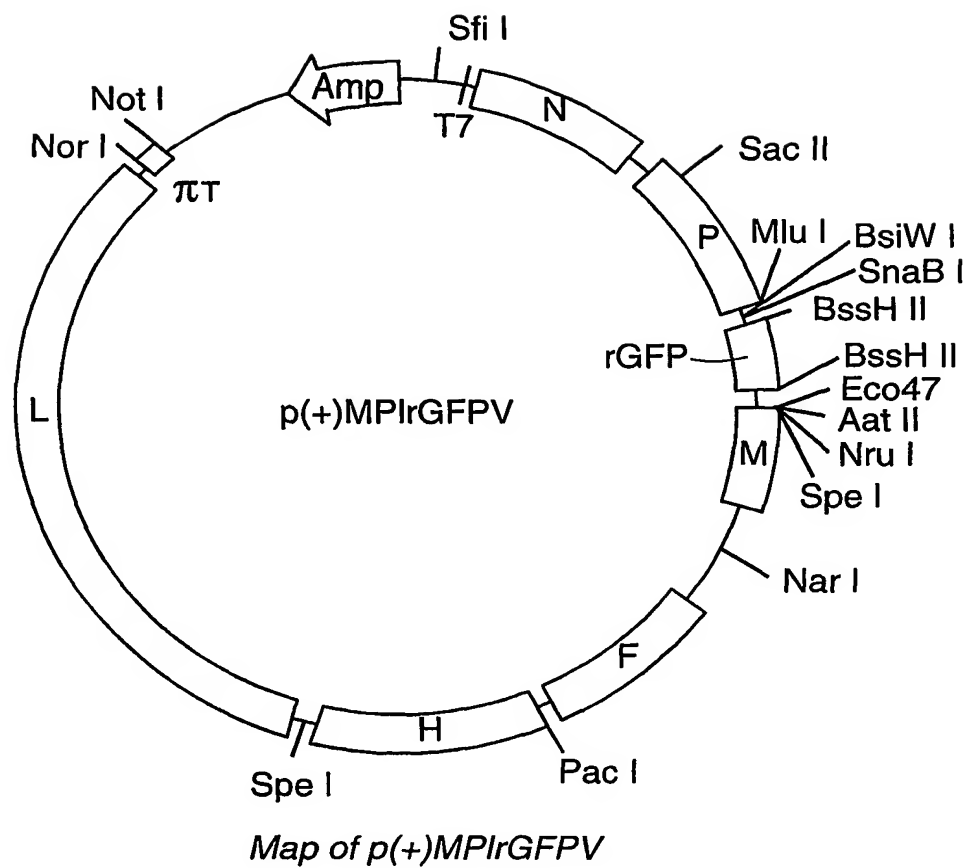 Sfi I
Amp
N
T7
Not I
Nor I
πT
Sac II
P
Mlu I
BsiW I
SnaB I
BssH II
rGFP
BssH II
Eco47
Aat II
Nru I
Spe I
M
L
p(+)MPIrGFPV
Nar I
F
H
Pac I
Spe I
Map of p(+)MPIrGFPV